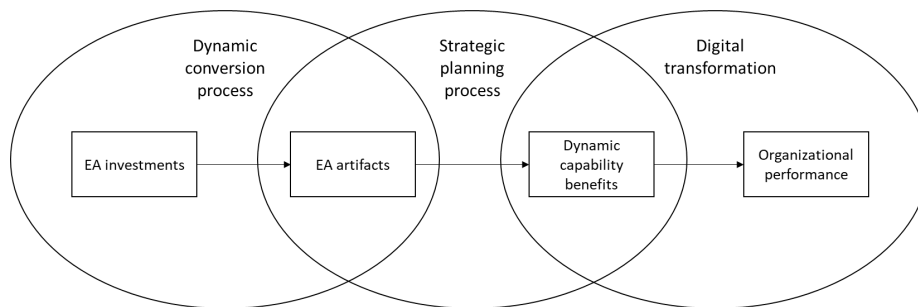 Dynamic
conversion
process
Strategic
planning
process
Digital
transformation
EA investments
EA artifacts
Dynamic
capability
benefits
Organizational
performance